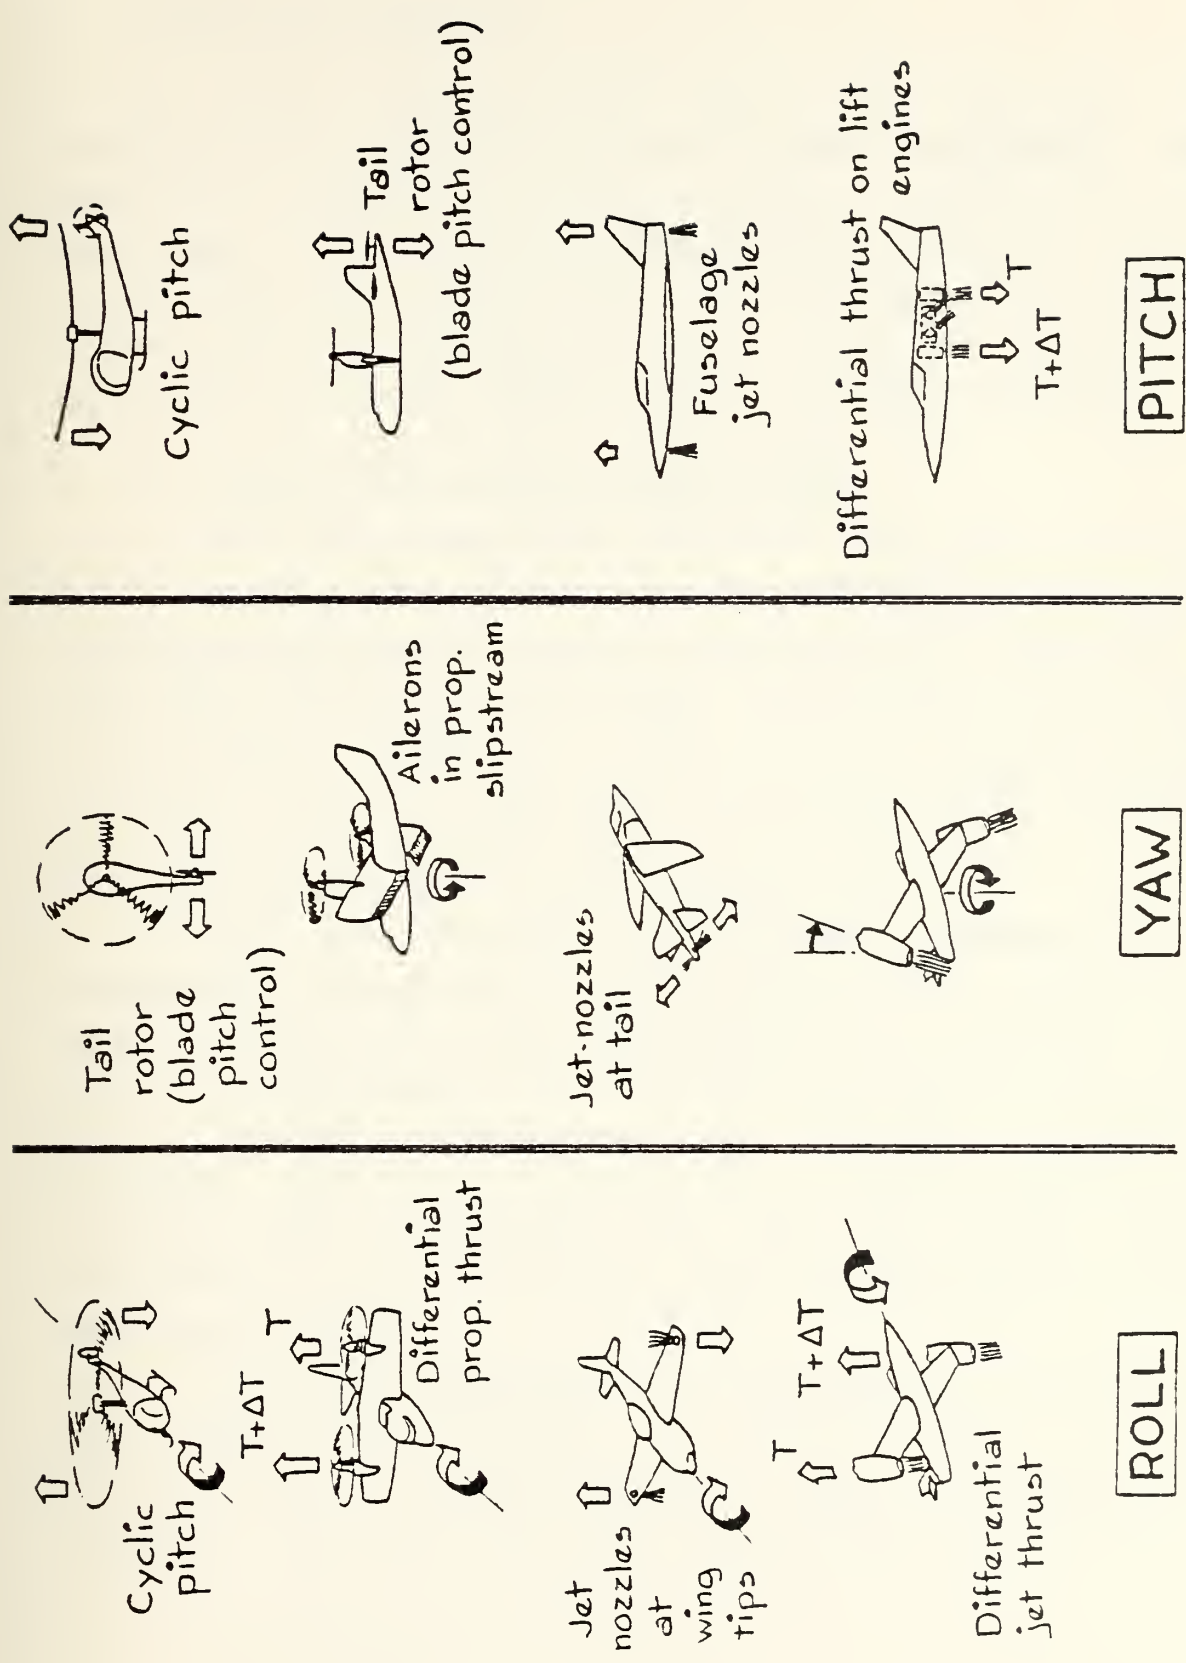 Cyclic
pitch
T+ΔT
T
Differential
prop. thrust
Jet
nozzles
at
wing
tips
T
T+ΔT
Differential
jet thrust
ROLL
Tail
rotor
(blade
pitch
control)
Ailerons
in prop.
slipstream
Jet-nozzles
at tail
YAW
Cyclic pitch
Tail
rotor
(blade pitch control)
Fuselage
jet nozzles
Differential thrust on lift
engines
T+ΔT
T
PITCH